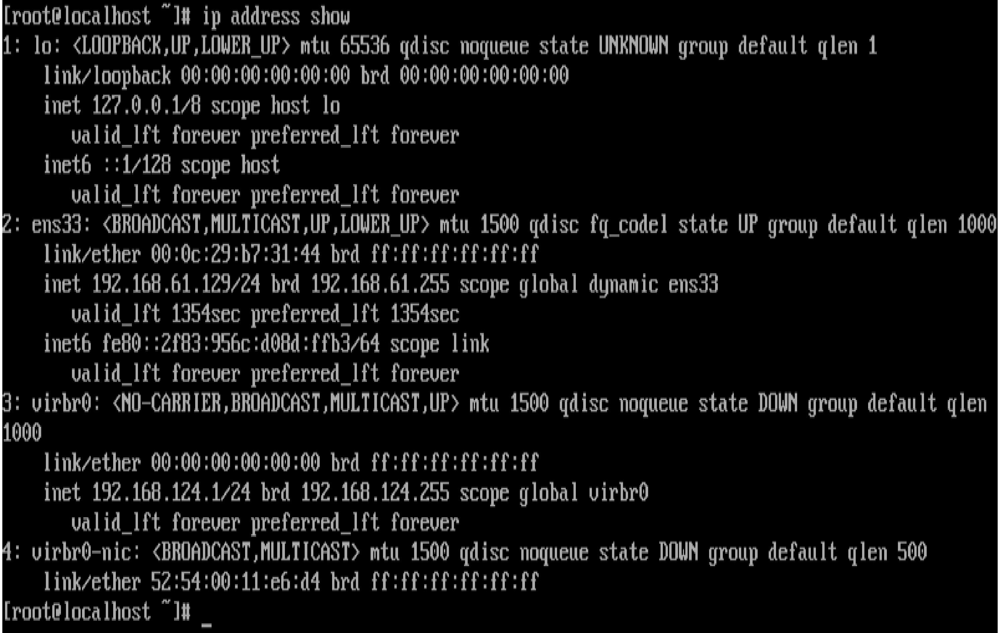 [root@localhost ~]# ip address show
1: lo: <LOOPBACK,UP,LOWER_UP> mtu 65536 qdisc noqueue state UNKNOWN group default qlen 1
    link/loopback 00:00:00:00:00:00 brd 00:00:00:00:00:00
    inet 127.0.0.1/8 scope host lo
       valid_lft forever preferred_lft forever
    inet6 ::1/128 scope host
       valid_lft forever preferred_lft forever
2: ens33: <BROADCAST,MULTICAST,UP,LOWER_UP> mtu 1500 qdisc fq_codel state UP group default qlen 1000
    link/ether 00:0c:29:b7:31:44 brd ff:ff:ff:ff:ff:ff
    inet 192.168.61.129/24 brd 192.168.61.255 scope global dynamic ens33
       valid_lft 1354sec preferred_lft 1354sec
    inet6 fe80::2f83:956c:d08d:ffb3/64 scope link
       valid_lft forever preferred_lft forever
3: virbr0: <NO-CARRIER,BROADCAST,MULTICAST,UP> mtu 1500 qdisc noqueue state DOWN group default qlen
1000
    link/ether 00:00:00:00:00:00 brd ff:ff:ff:ff:ff:ff
    inet 192.168.124.1/24 brd 192.168.124.255 scope global virbr0
       valid_lft forever preferred_lft forever
4: virbr0-nic: <BROADCAST,MULTICAST> mtu 1500 qdisc noqueue state DOWN group default qlen 500
    link/ether 52:54:00:11:e6:d4 brd ff:ff:ff:ff:ff:ff
[root@localhost ~]# _